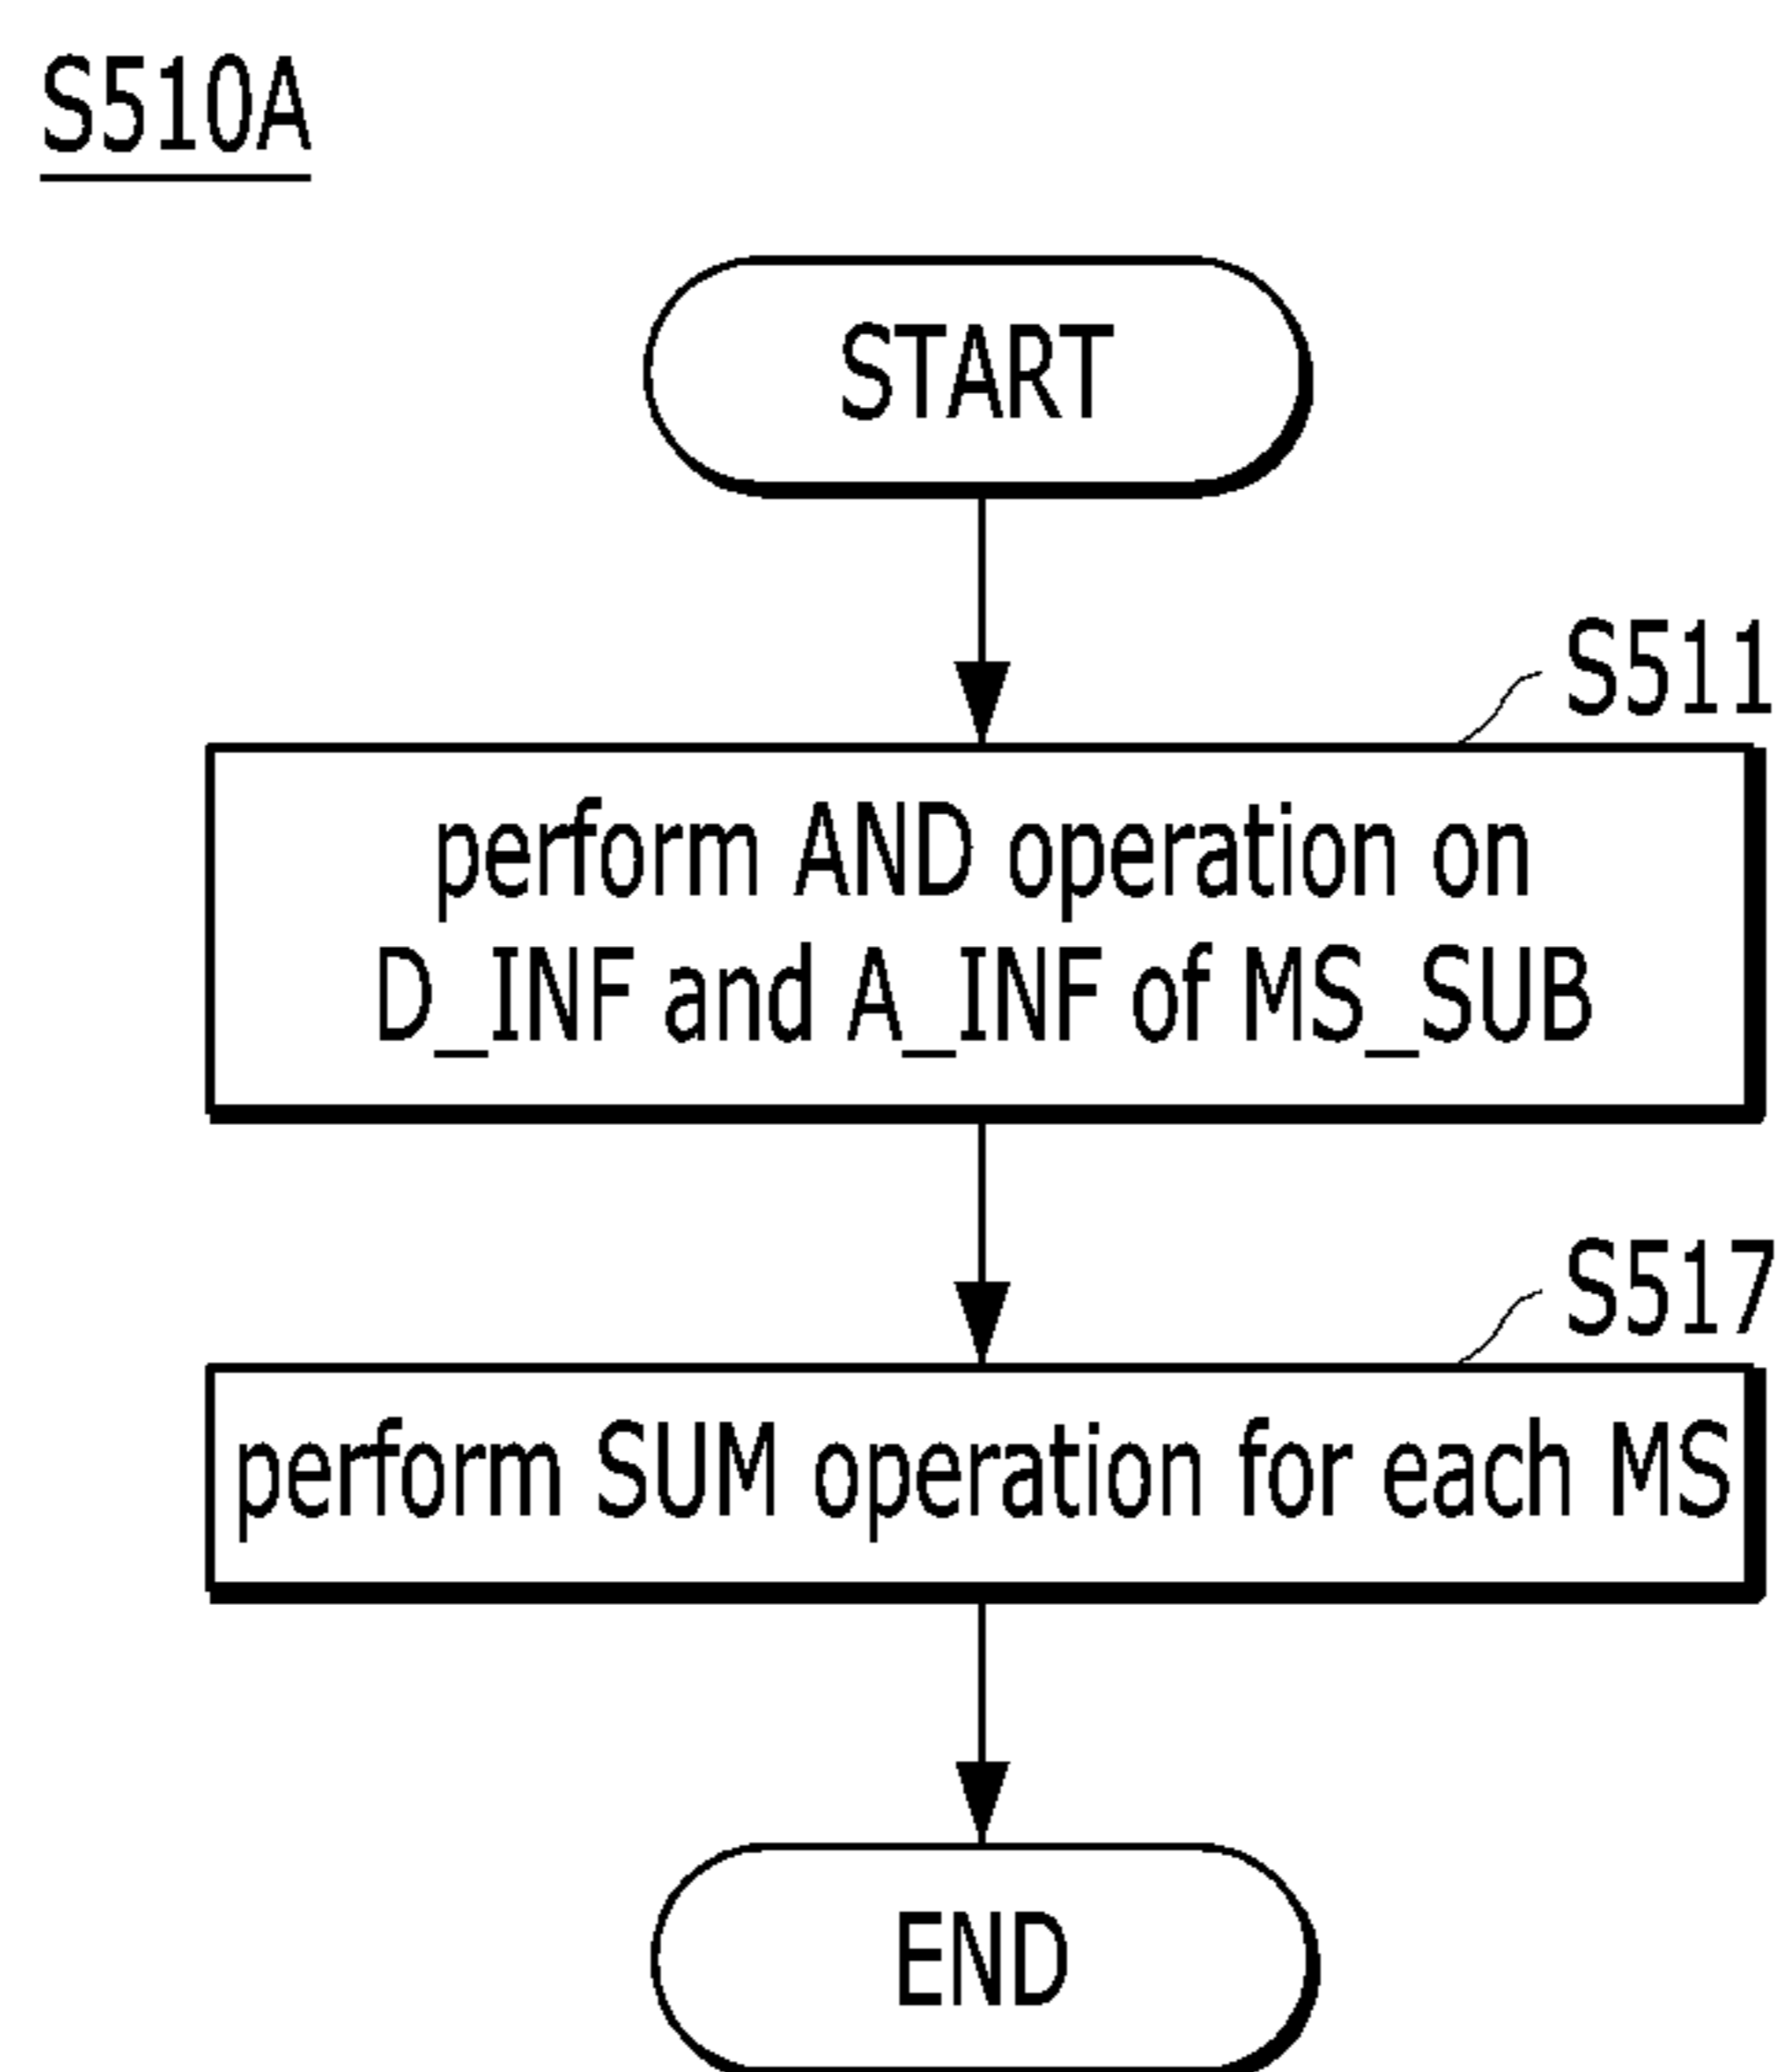 S510A
START
S511
perform AND operation on
D_INF and A_INF of MS_SUB
S517
perform SUM operation for each MS
END